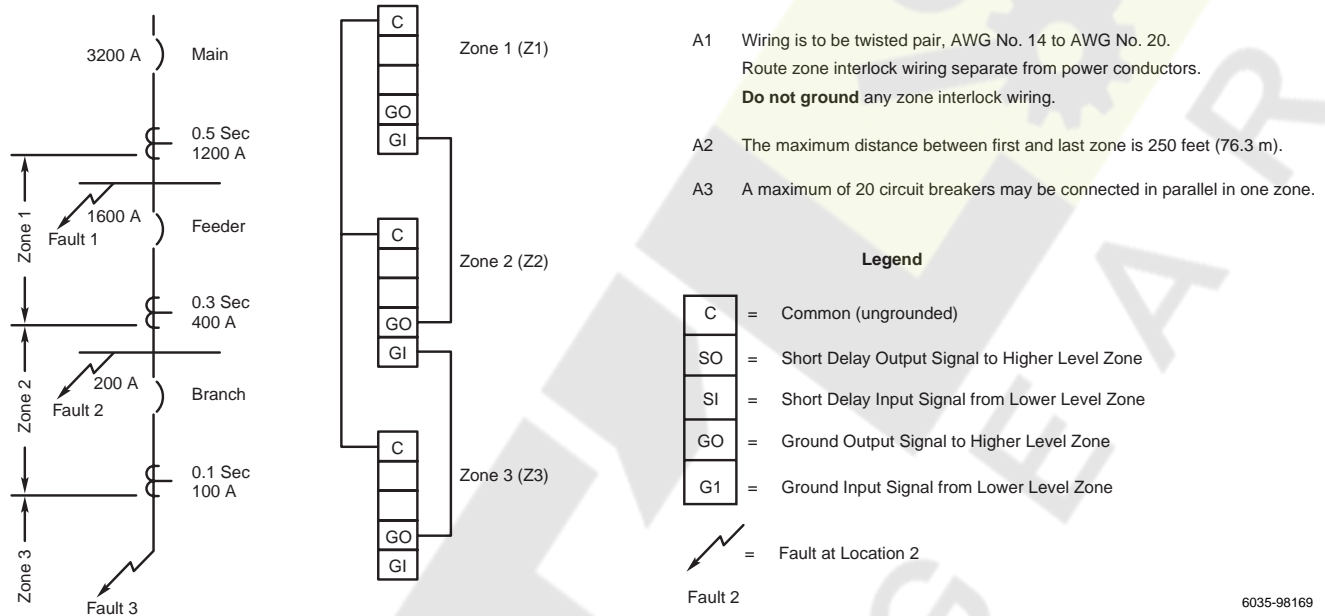 3200 A
Main
0.5 Sec
1200 A
1600 A
Fault 1
Feeder
Zone 1
0.3 Sec
400 A
200 A
Fault 2
Branch
Zone 2
0.1 Sec
100 A
Zone 3
Fault 3
C
GO
GI
Zone 1 (Z1)
C
GO
GI
Zone 2 (Z2)
C
GO
GI
Zone 3 (Z3)
A1 Wiring is to be twisted pair, AWG No. 14 to AWG No. 20.
Route zone interlock wiring separate from power conductors.
Do not ground any zone interlock wiring.
A2 The maximum distance between first and last zone is 250 feet (76.3 m).
A3 A maximum of 20 circuit breakers may be connected in parallel in one zone.
Legend
C = Common (ungrounded)
SO = Short Delay Output Signal to Higher Level Zone
SI = Short Delay Input Signal from Lower Level Zone
GO = Ground Output Signal to Higher Level Zone
G1 = Ground Input Signal from Lower Level Zone
= Fault at Location 2
Fault 2
6035-98169
GEAR